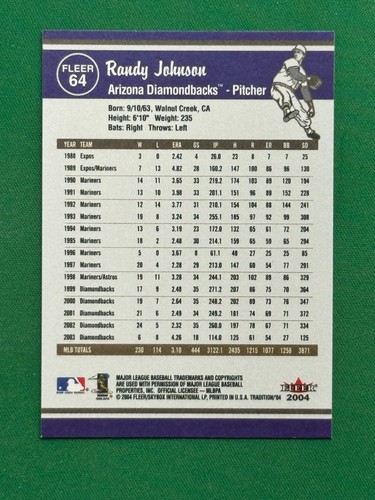 FLEER
64
Randy Johnson
Arizona Diamondbacks™ - Pitcher
Born: 9/10/63, Walnut Creek, CA
Height: 6'10" Weight: 235
Bats: Right Throws: Left
YEAR TEAM W L ERA GS IP H R ER BB SO
1988 Expos 3 0 2.42 4 26.0 23 8 7 7 25
1989 Expos/Mariners 7 13 4.82 28 160.2 147 100 86 96 130
1990 Mariners 14 11 3.65 33 219.2 174 103 89 120 194
1991 Mariners 13 10 3.98 33 201.1 151 96 89 152 228
1992 Mariners 12 14 3.77 31 210.1 154 104 88 144 241
1993 Mariners 19 8 3.24 34 255.1 185 97 92 99 308
1994 Mariners 13 6 3.19 23 172.0 132 65 61 72 204
1995 Mariners 18 2 2.48 30 214.1 159 65 59 65 294
1996 Mariners 5 0 3.67 8 61.1 48 27 25 25 85
1997 Mariners 20 4 2.28 29 213.0 147 60 54 77 291
1998 Mariners/Astros 19 11 3.28 34 244.1 203 102 89 86 329
1999 Diamondbacks 17 9 2.48 35 271.2 207 86 75 70 364
2000 Diamondbacks 19 7 2.64 35 248.2 202 89 73 76 347
2001 Diamondbacks 21 6 2.49 34 249.2 181 74 69 71 372
2002 Diamondbacks 24 5 2.32 35 260.0 197 78 67 71 334
2003 Diamondbacks 6 8 4.26 18 114.0 125 61 54 27 125
MLB TOTALS 230 114 3.10 444 3122.1 2435 1215 1077 1258 3871
MAJOR LEAGUE BASEBALL TRADEMARKS AND COPYRIGHTS
ARE USED WITH PERMISSION OF MAJOR LEAGUE BASEBALL
PROPERTIES, INC. OFFICIAL LICENSEE – MLBPA
© 2004 FLEER/SKYBOX INTERNATIONAL LP, PRINTED IN U.S.A. TRADITION/'04
FLEER
2004